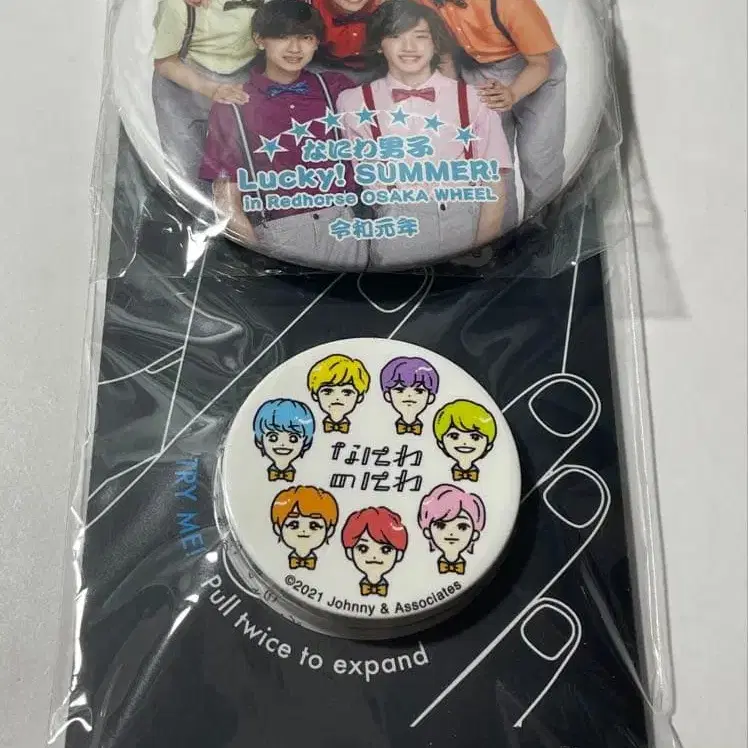 なにわ男子
Lucky! SUMMER!
in Redhorse OSAKA WHEEL
令和元年
なにわ
のにわ
©2021 Johnny & Associates
TRY ME!
Pull twice to expand